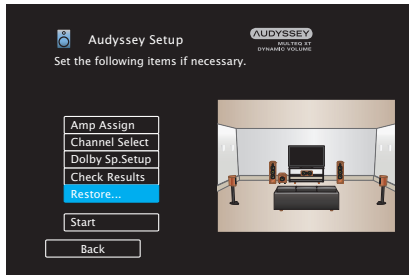 Audyssey Setup
AUDYSSEY
MULTEQ XT
DYNAMIC VOLUME
Set the following items if necessary.
Amp Assign
Channel Select
Dolby Sp.Setup
Check Results
Restore...
Start
Back